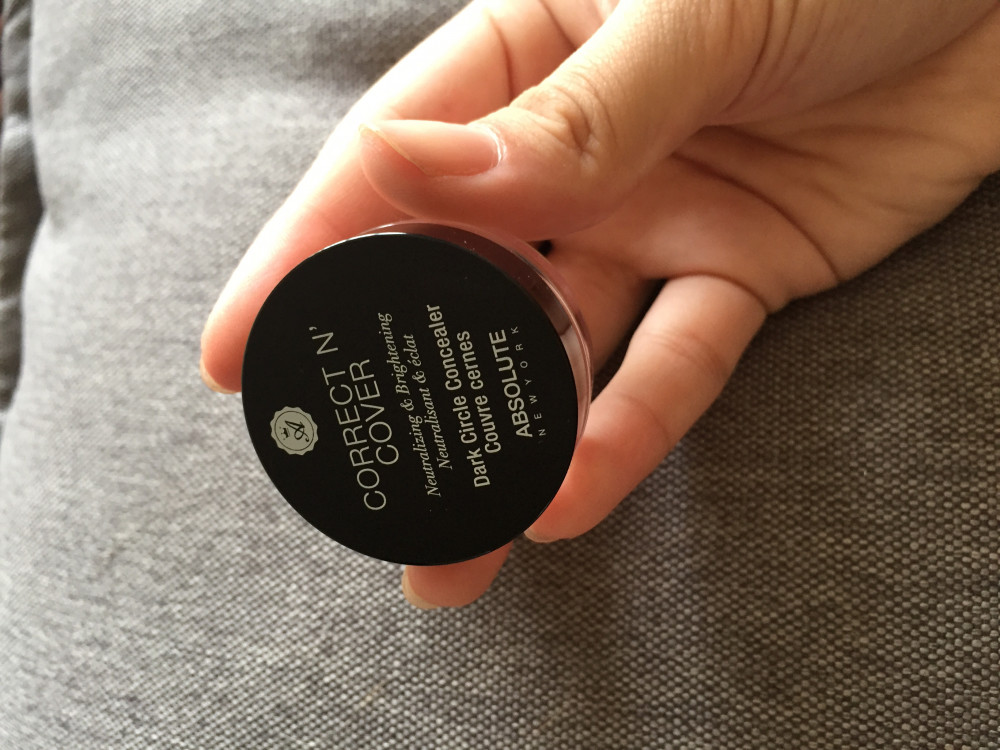 A
CORRECT N'
COVER
Neutralizing & Brightening
Neutralisant & éclat
Dark Circle Concealer
Couvre cernes
ABSOLUTE
NEW YORK